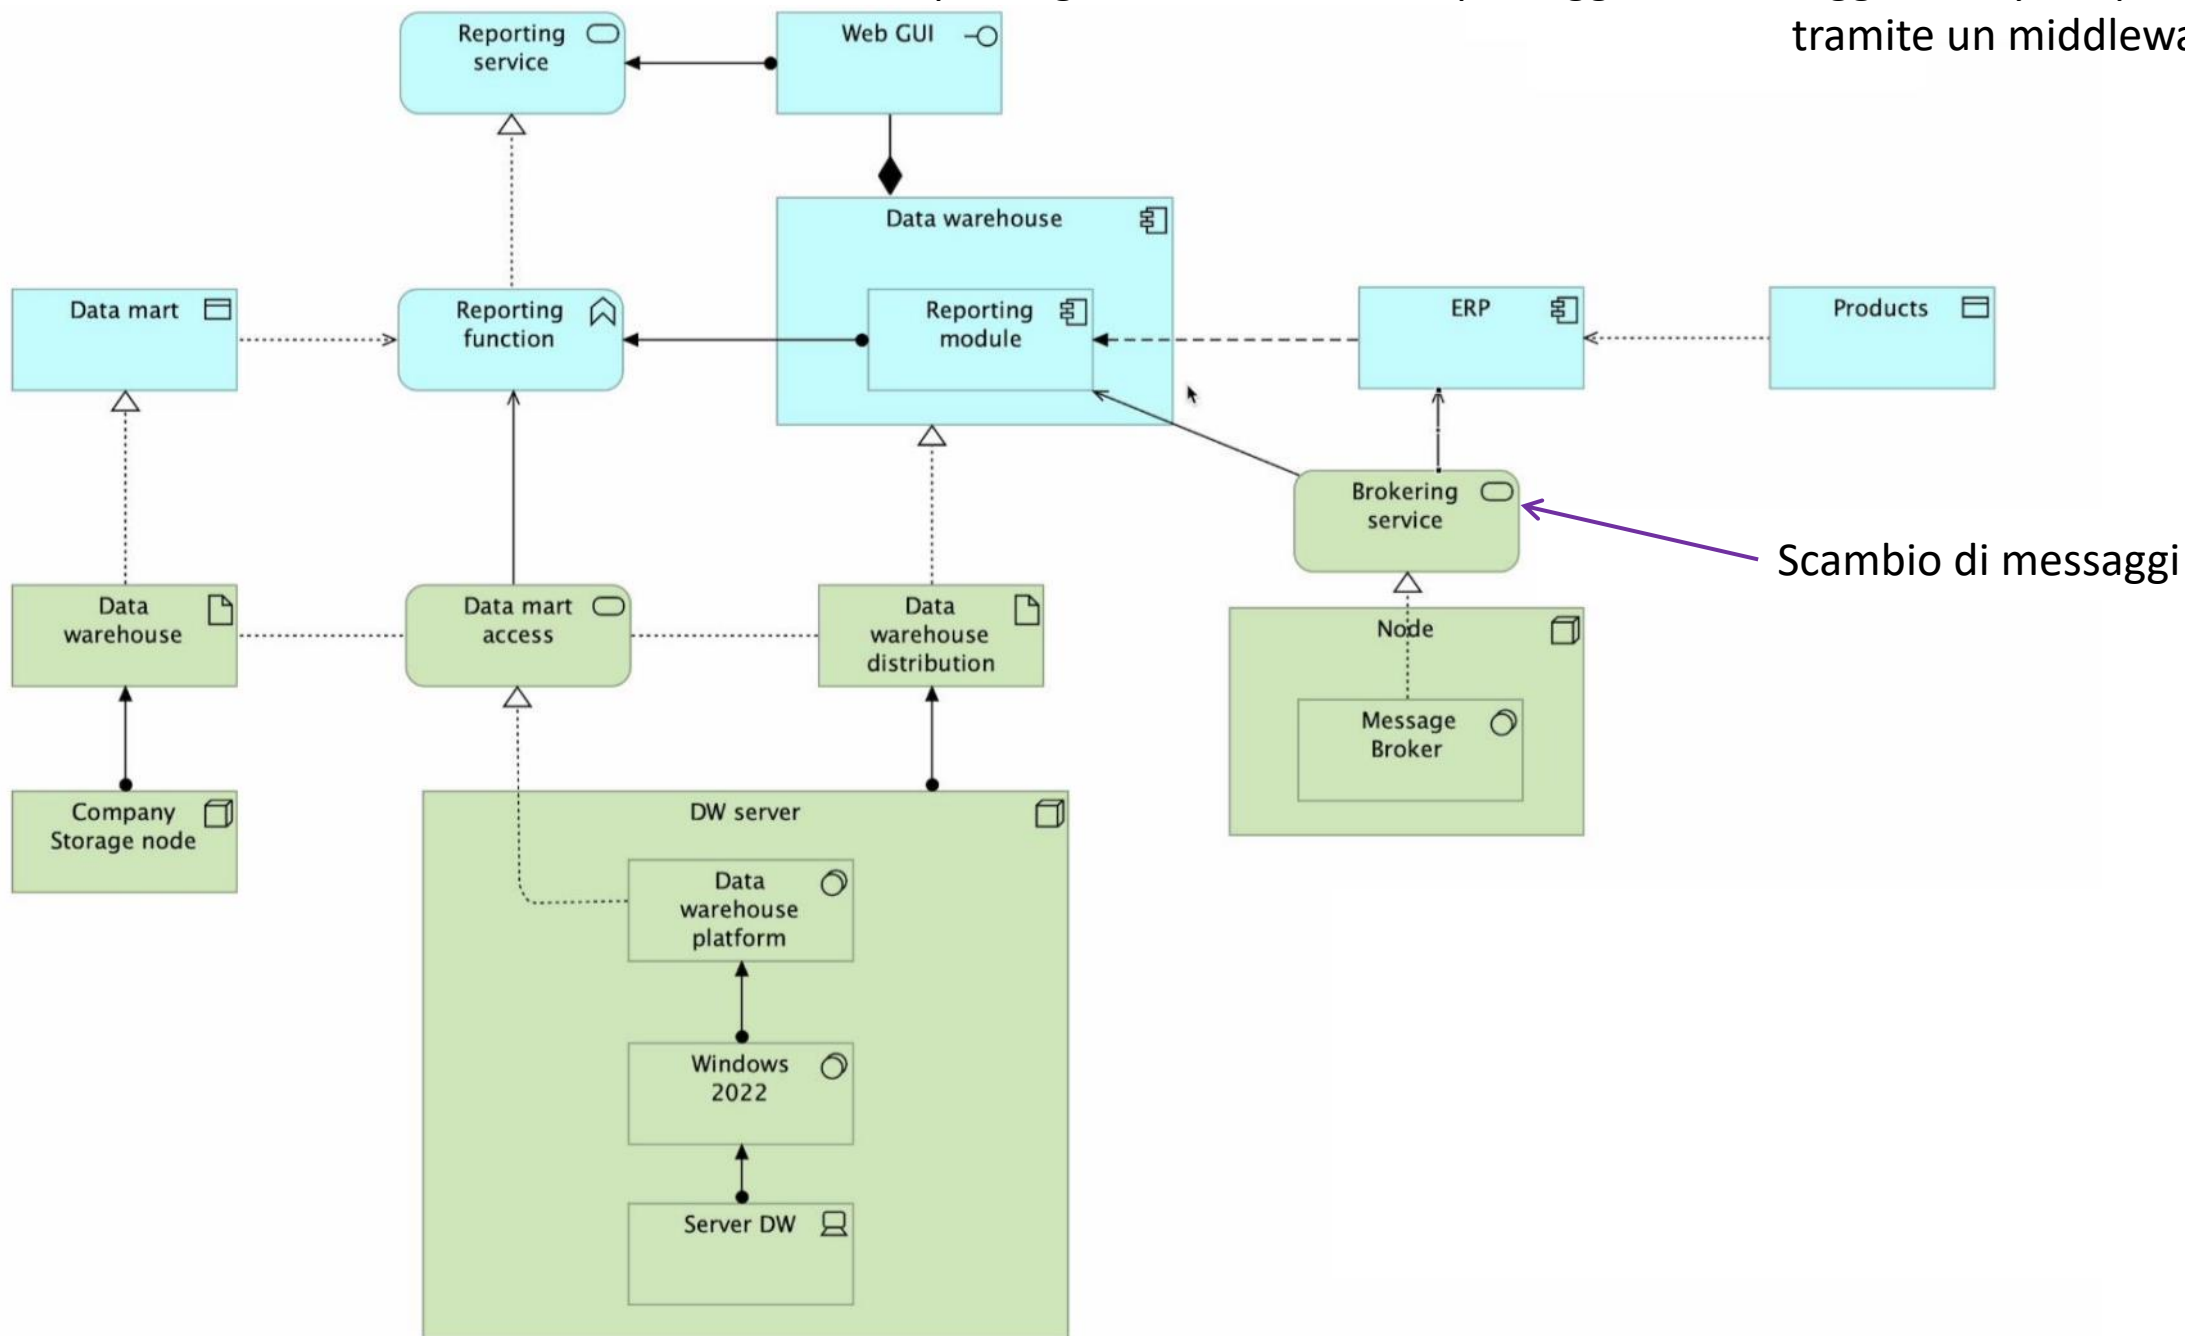 tramite un middlewa
Reporting
service
Web GUI
Data warehouse
Data mart
Reporting
function
Reporting
module
ERP
Products
Brokering
service
Scambio di messaggi
Data
warehouse
Data mart
access
Data
warehouse
distribution
Node
Message
Broker
Company
Storage node
DW server
Data
warehouse
platform
Windows
2022
Server DW